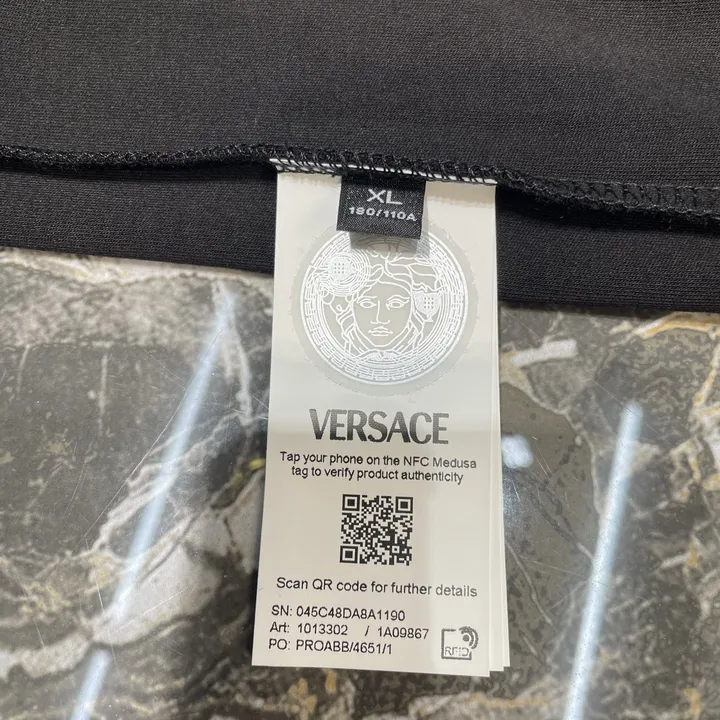 XL
190/110A
VERSACE
Tap your phone on the NFC Medusa
tag to verify product authenticity
Scan QR code for further details
SN: 045C48DA8A1190
Art: 1013302 / 1A09867
PO: PROABB/4651/1
RFID